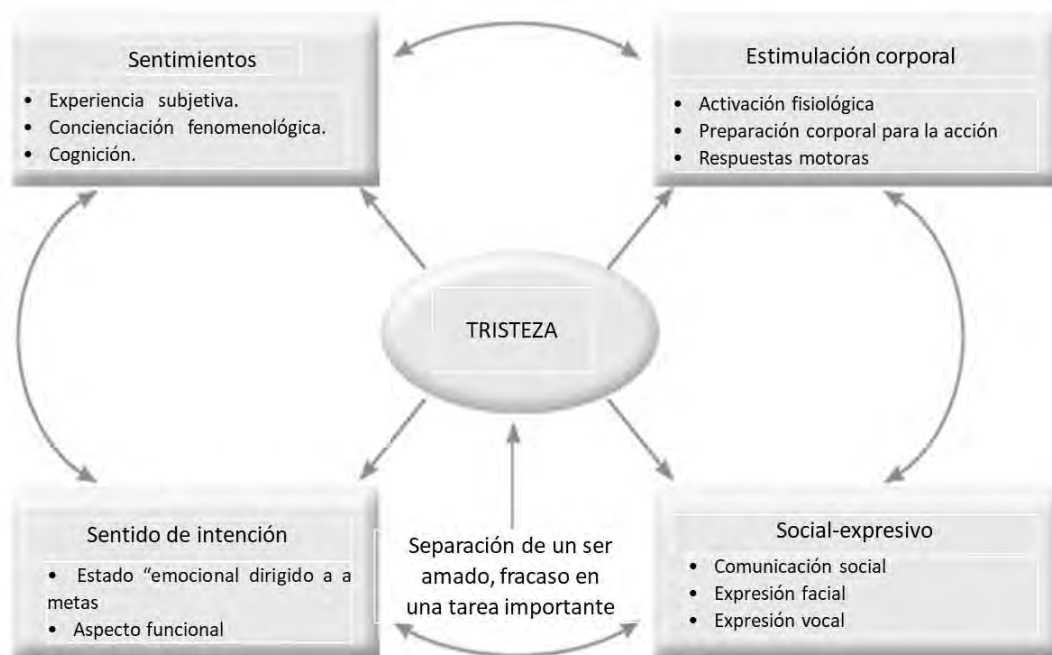 Sentimientos
• Experiencia subjetiva.
• Concienciación fenomenológica.
• Cognición.
Estimulación corporal
• Activación fisiológica
• Preparación corporal para la acción
• Respuestas motoras
TRISTEZA
Sentido de intención
• Estado “emocional dirigido a a
metas
• Aspecto funcional
Separación de un ser
amado, fracaso en
una tarea importante
Social-expresivo
• Comunicación social
• Expresión facial
• Expresión vocal